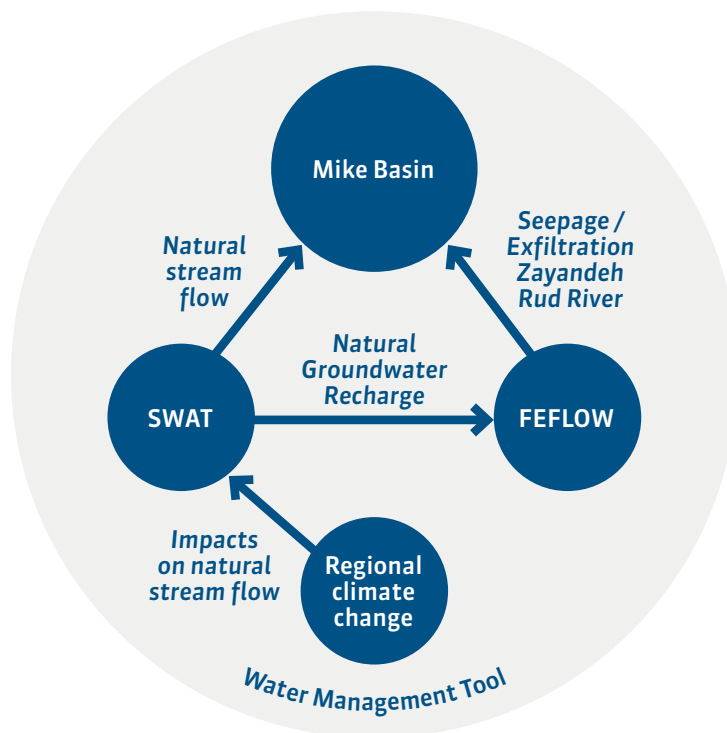 Mike Basin
Natural
stream
flow
Seepage /
Exfiltration
Zayandeh
Rud River
Natural
Groundwater
Recharge
SWAT
FEFLOW
Impacts
on natural
stream flow
Regional
climate
change
Water Management Tool